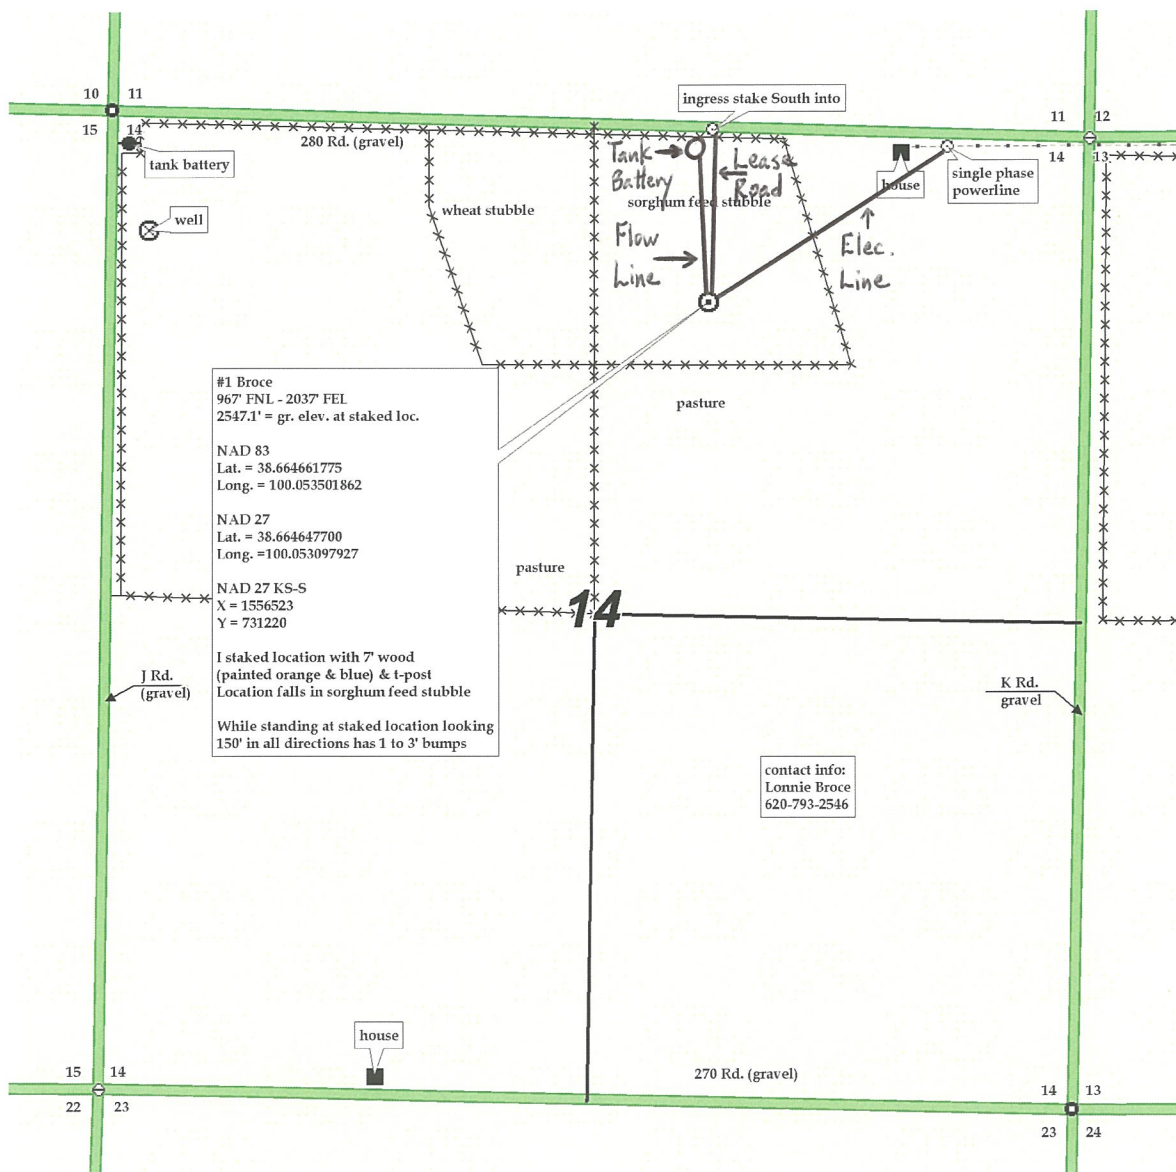 10 11
15 14
11 12
14 13
ingress stake South into
280 Rd. (gravel)
tank battery
well
wheat stubble
Tank
Battery
Lease
Road
sorghum feed stubble
house
single phase
powerline
Flow
Line
Elec.
Line
#1 Broce
967' FNL - 2037' FEL
2547.1' = gr. elev. at staked loc.
NAD 83
Lat. = 38.664661775
Long. = 100.053501862
NAD 27
Lat. = 38.664647700
Long. =100.053097927
NAD 27 KS-S
X = 1556523
Y = 731220
I staked location with 7' wood
(painted orange & blue) & t-post
Location falls in sorghum feed stubble
While standing at staked location looking
150' in all directions has 1 to 3' bumps
pasture
pasture
14
J Rd.
(gravel)
K Rd.
gravel
contact info:
Lonnie Broce
620-793-2546
house
270 Rd. (gravel)
15 14
22 23
14 13
23 24